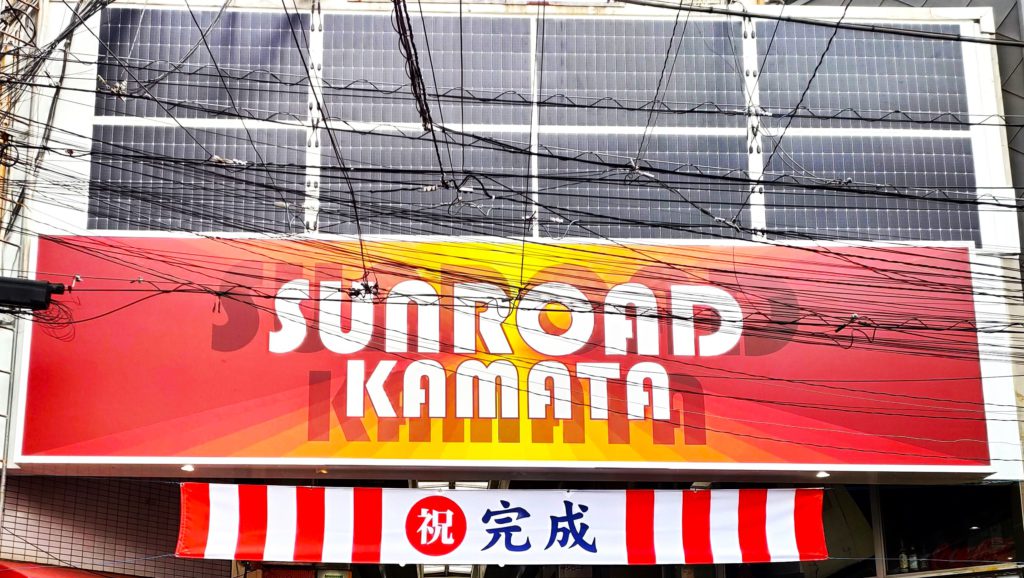 SUNROAD
KAMATA
祝 完成